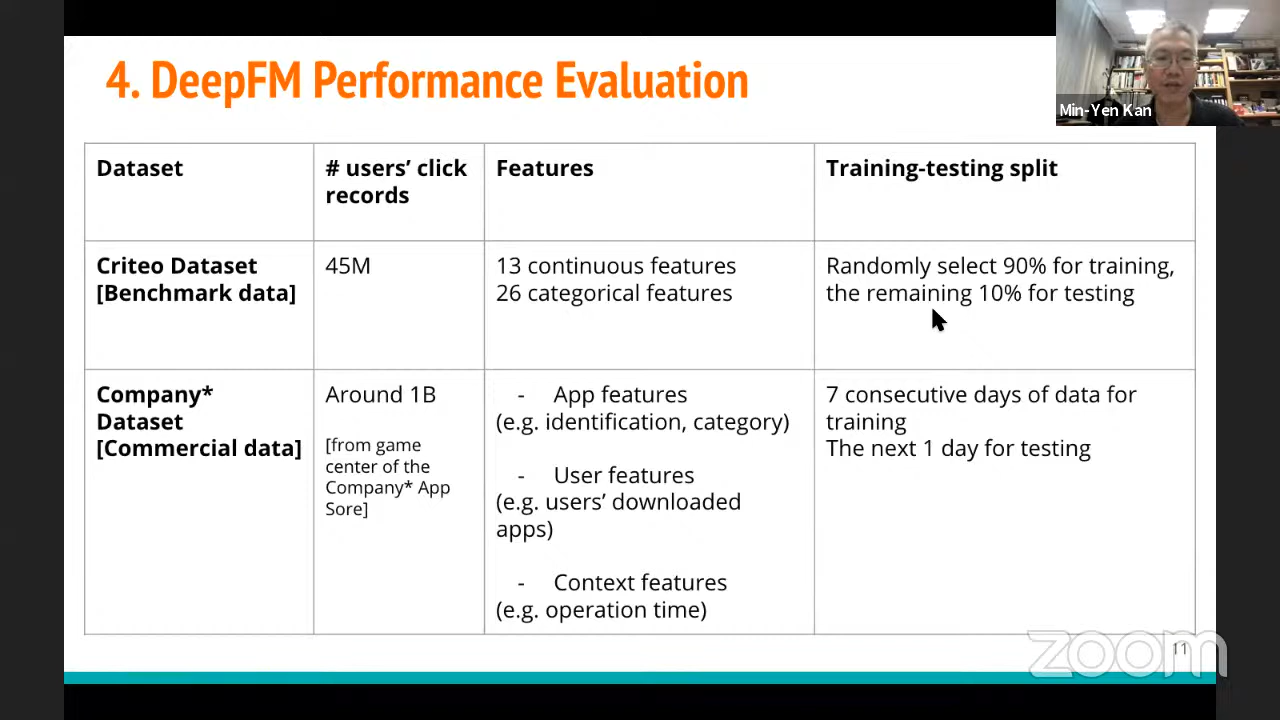 4. DeepFM Performance Evaluation
Min-Yen Kan
Dataset
# users’ click
records
Features
Training-testing split
Criteo Dataset
[Benchmark data]
45M
13 continuous features
26 categorical features
Randomly select 90% for training,
the remaining 10% for testing
Company*
Dataset
[Commercial data]
Around 1B
[from game
center of the
Company* App
Sore]
- App features
(e.g. identification, category)
- User features
(e.g. users’ downloaded
apps)
- Context features
(e.g. operation time)
7 consecutive days of data for
training
The next 1 day for testing
zoom
11